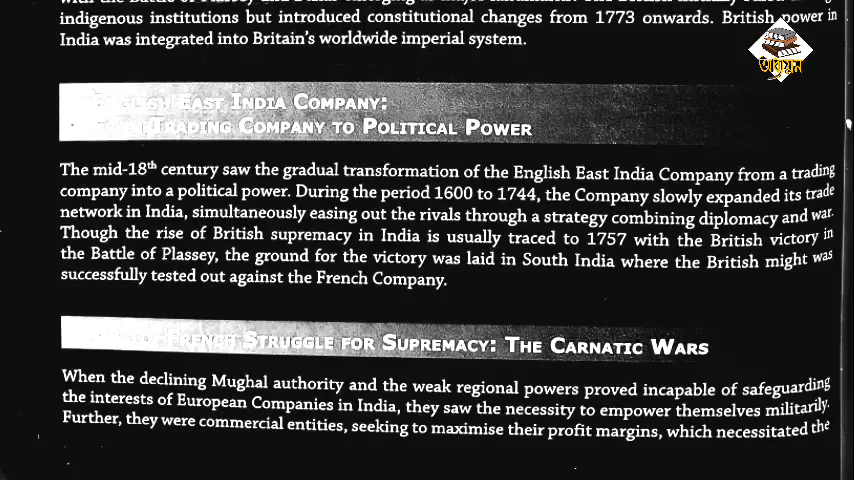 indigenous institutions but introduced constitutional changes from 1773 onwards. British power in
India was integrated into Britain's worldwide imperial system.
অধ্যয়ন
English East India Company:
Trading Company to Political Power
The mid-18th century saw the gradual transformation of the English East India Company from a trading
company into a political power. During the period 1600 to 1744, the Company slowly expanded its trade
network in India, simultaneously easing out the rivals through a strategy combining diplomacy and war.
Though the rise of British supremacy in India is usually traced to 1757 with the British victory in
the Battle of Plassey, the ground for the victory was laid in South India where the British might was
successfully tested out against the French Company.
French Struggle for Supremacy: The Carnatic Wars
When the declining Mughal authority and the weak regional powers proved incapable of safeguarding
the interests of European Companies in India, they saw the necessity to empower themselves militarily.
Further, they were commercial entities, seeking to maximise their profit margins, which necessitated the